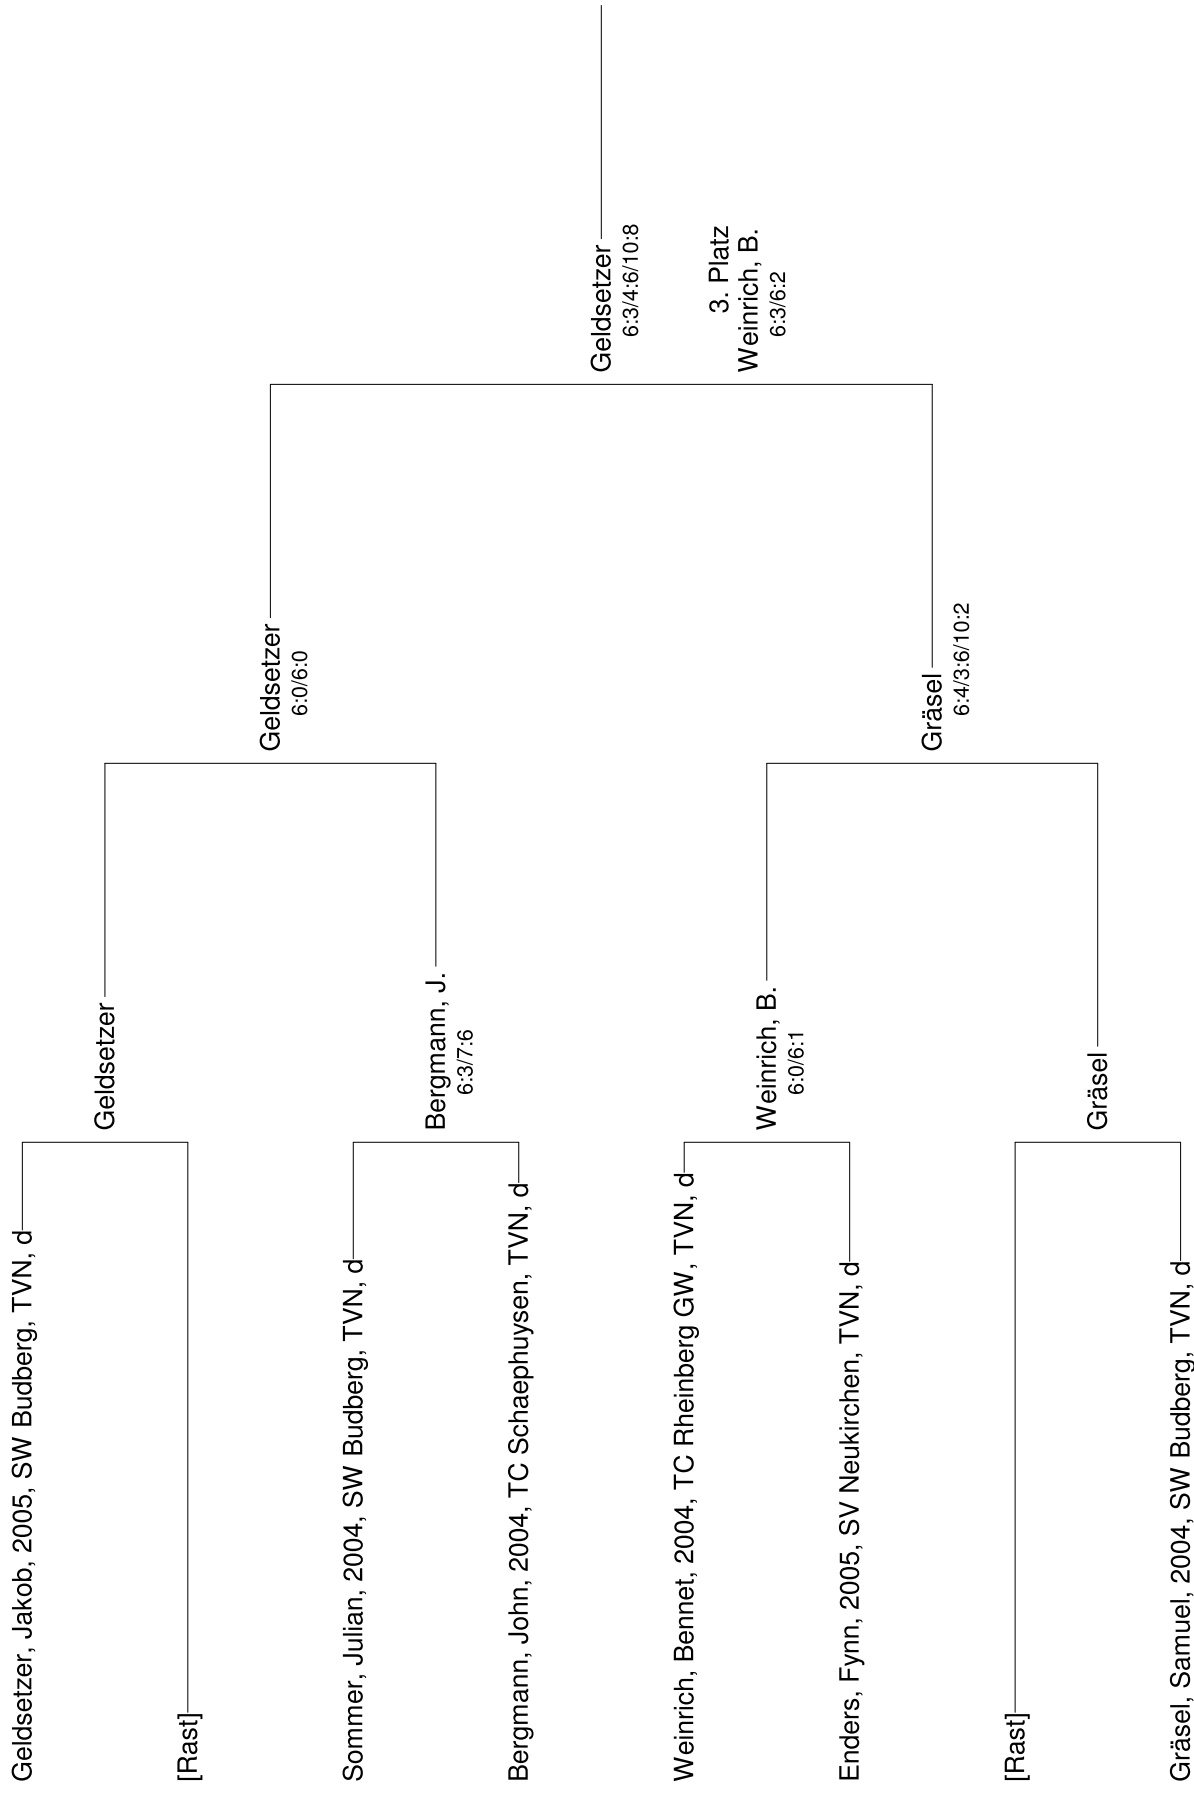 Geldsetzer, Jakob, 2005, SW Budberg, TVN, d
[Rast]
Sommer, Julian, 2004, SW Budberg, TVN, d
Bergmann, John, 2004, TC Schaephuysen, TVN, d
Weinrich, Bennet, 2004, TC Rheinberg GW, TVN, d
Enders, Fynn, 2005, SV Neukirchen, TVN, d
[Rast]
Gräsel, Samuel, 2004, SW Budberg, TVN, d
Geldsetzer
Bergmann, J.
6:3/7:6
Weinrich, B.
6:0/6:1
Gräsel
Geldsetzer
6:0/6:0
Gräsel
6:4/3:6/10:2
Geldsetzer
6:3/4:6/10:8
3. Platz
Weinrich, B.
6:3/6:2